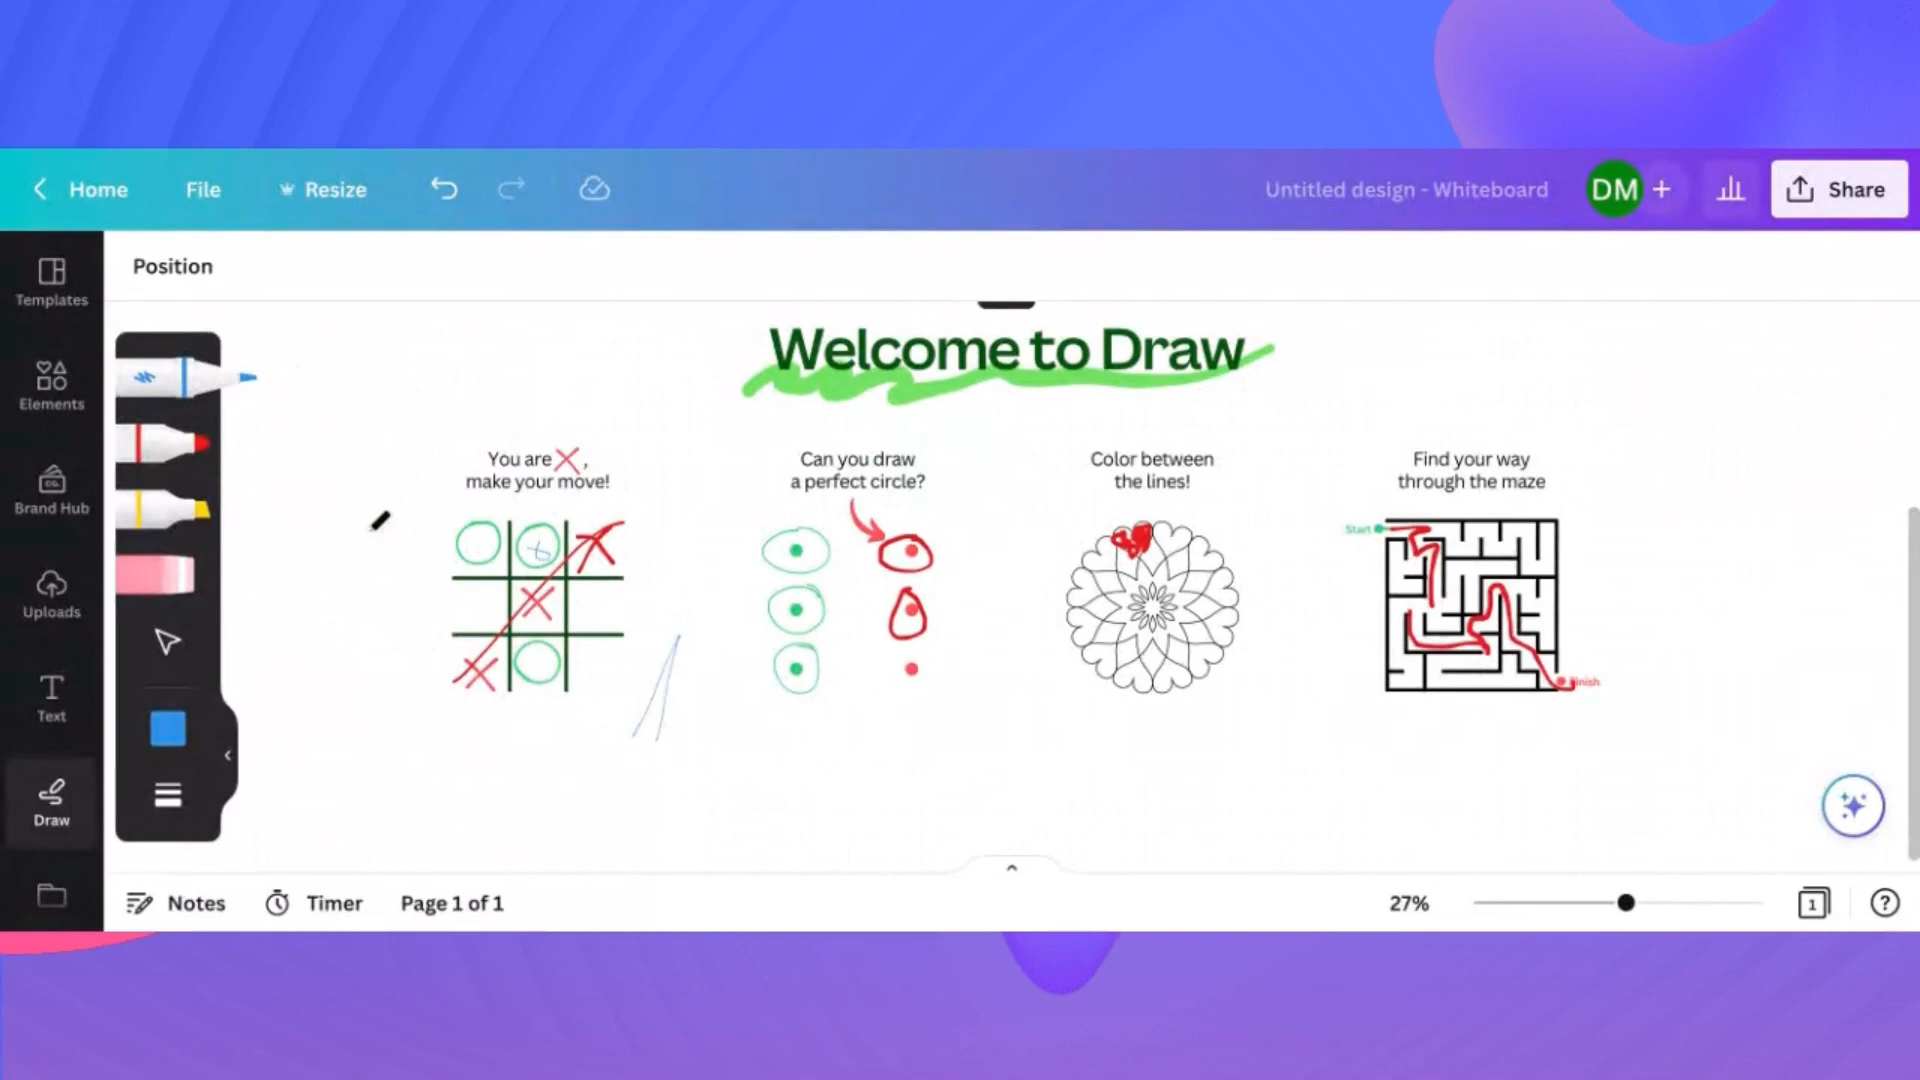 Home
File
Resize
Untitled design - Whiteboard
DM
+
Share
Templates
Elements
Brand Hub
Uploads
Text
Draw
Position
Welcome to Draw
You are X,
make your move!
Can you draw
a perfect circle?
Color between
the lines!
Find your way
through the maze
Start
Finish
Notes
Timer
Page 1 of 1
27%
1
?